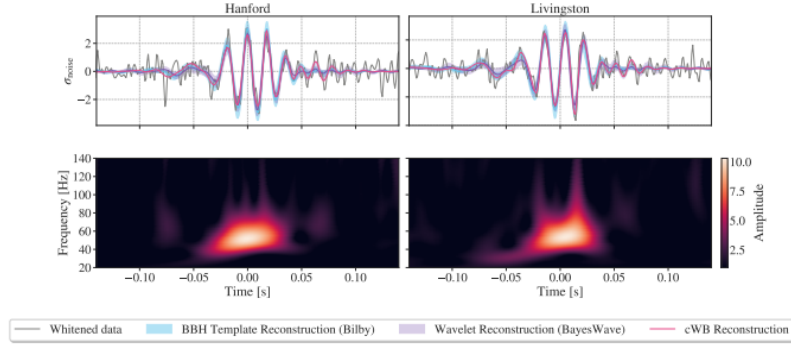 Hanford Livingston
2
0
−2
σnoise
140
120
100
80
60
40
20
Frequency [Hz]
−0.10 −0.05 0.00 0.05 0.10 −0.10 −0.05 0.00 0.05 0.10
Time [s] Time [s]
10.0
7.5
5.0
2.5
Amplitude
Whitened data BBH Template Reconstruction (Bilby) Wavelet Reconstruction (BayesWave) cWB Reconstruction